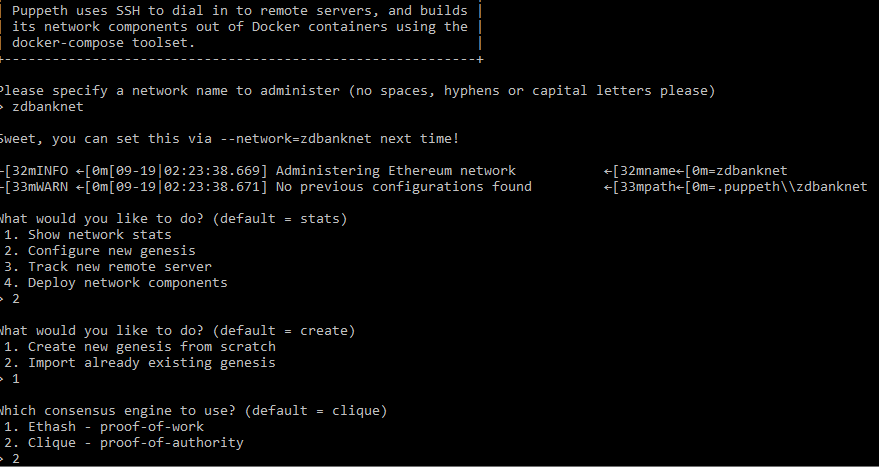 | Puppeth uses SSH to dial in to remote servers, and builds |
| its network components out of Docker containers using the |
| docker-compose toolset. |
+-----------------------------------------------------------+
Please specify a network name to administer (no spaces, hyphens or capital letters please)
> zdbanknet
Sweet, you can set this via --network=zdbanknet next time!
←[32mINFO ←[0m[09-19|02:23:38.669] Administering Ethereum network ←[32mname←[0m=zdbanknet
←[33mWARN ←[0m[09-19|02:23:38.671] No previous configurations found ←[33mpath←[0m=.puppeth\\zdbanknet
What would you like to do? (default = stats)
1. Show network stats
2. Configure new genesis
3. Track new remote server
4. Deploy network components
> 2
What would you like to do? (default = create)
1. Create new genesis from scratch
2. Import already existing genesis
> 1
Which consensus engine to use? (default = clique)
1. Ethash - proof-of-work
2. Clique - proof-of-authority
> 2